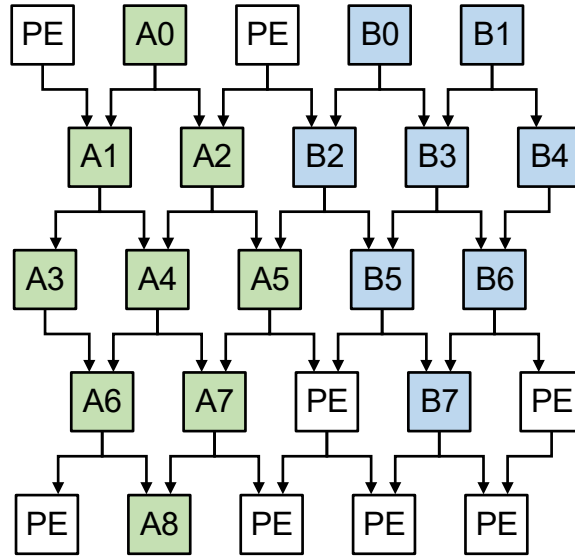 PE A0 PE B0 B1
A1 A2 B2 B3 B4
A3 A4 A5 B5 B6
A6 A7 PE B7 PE
PE A8 PE PE PE